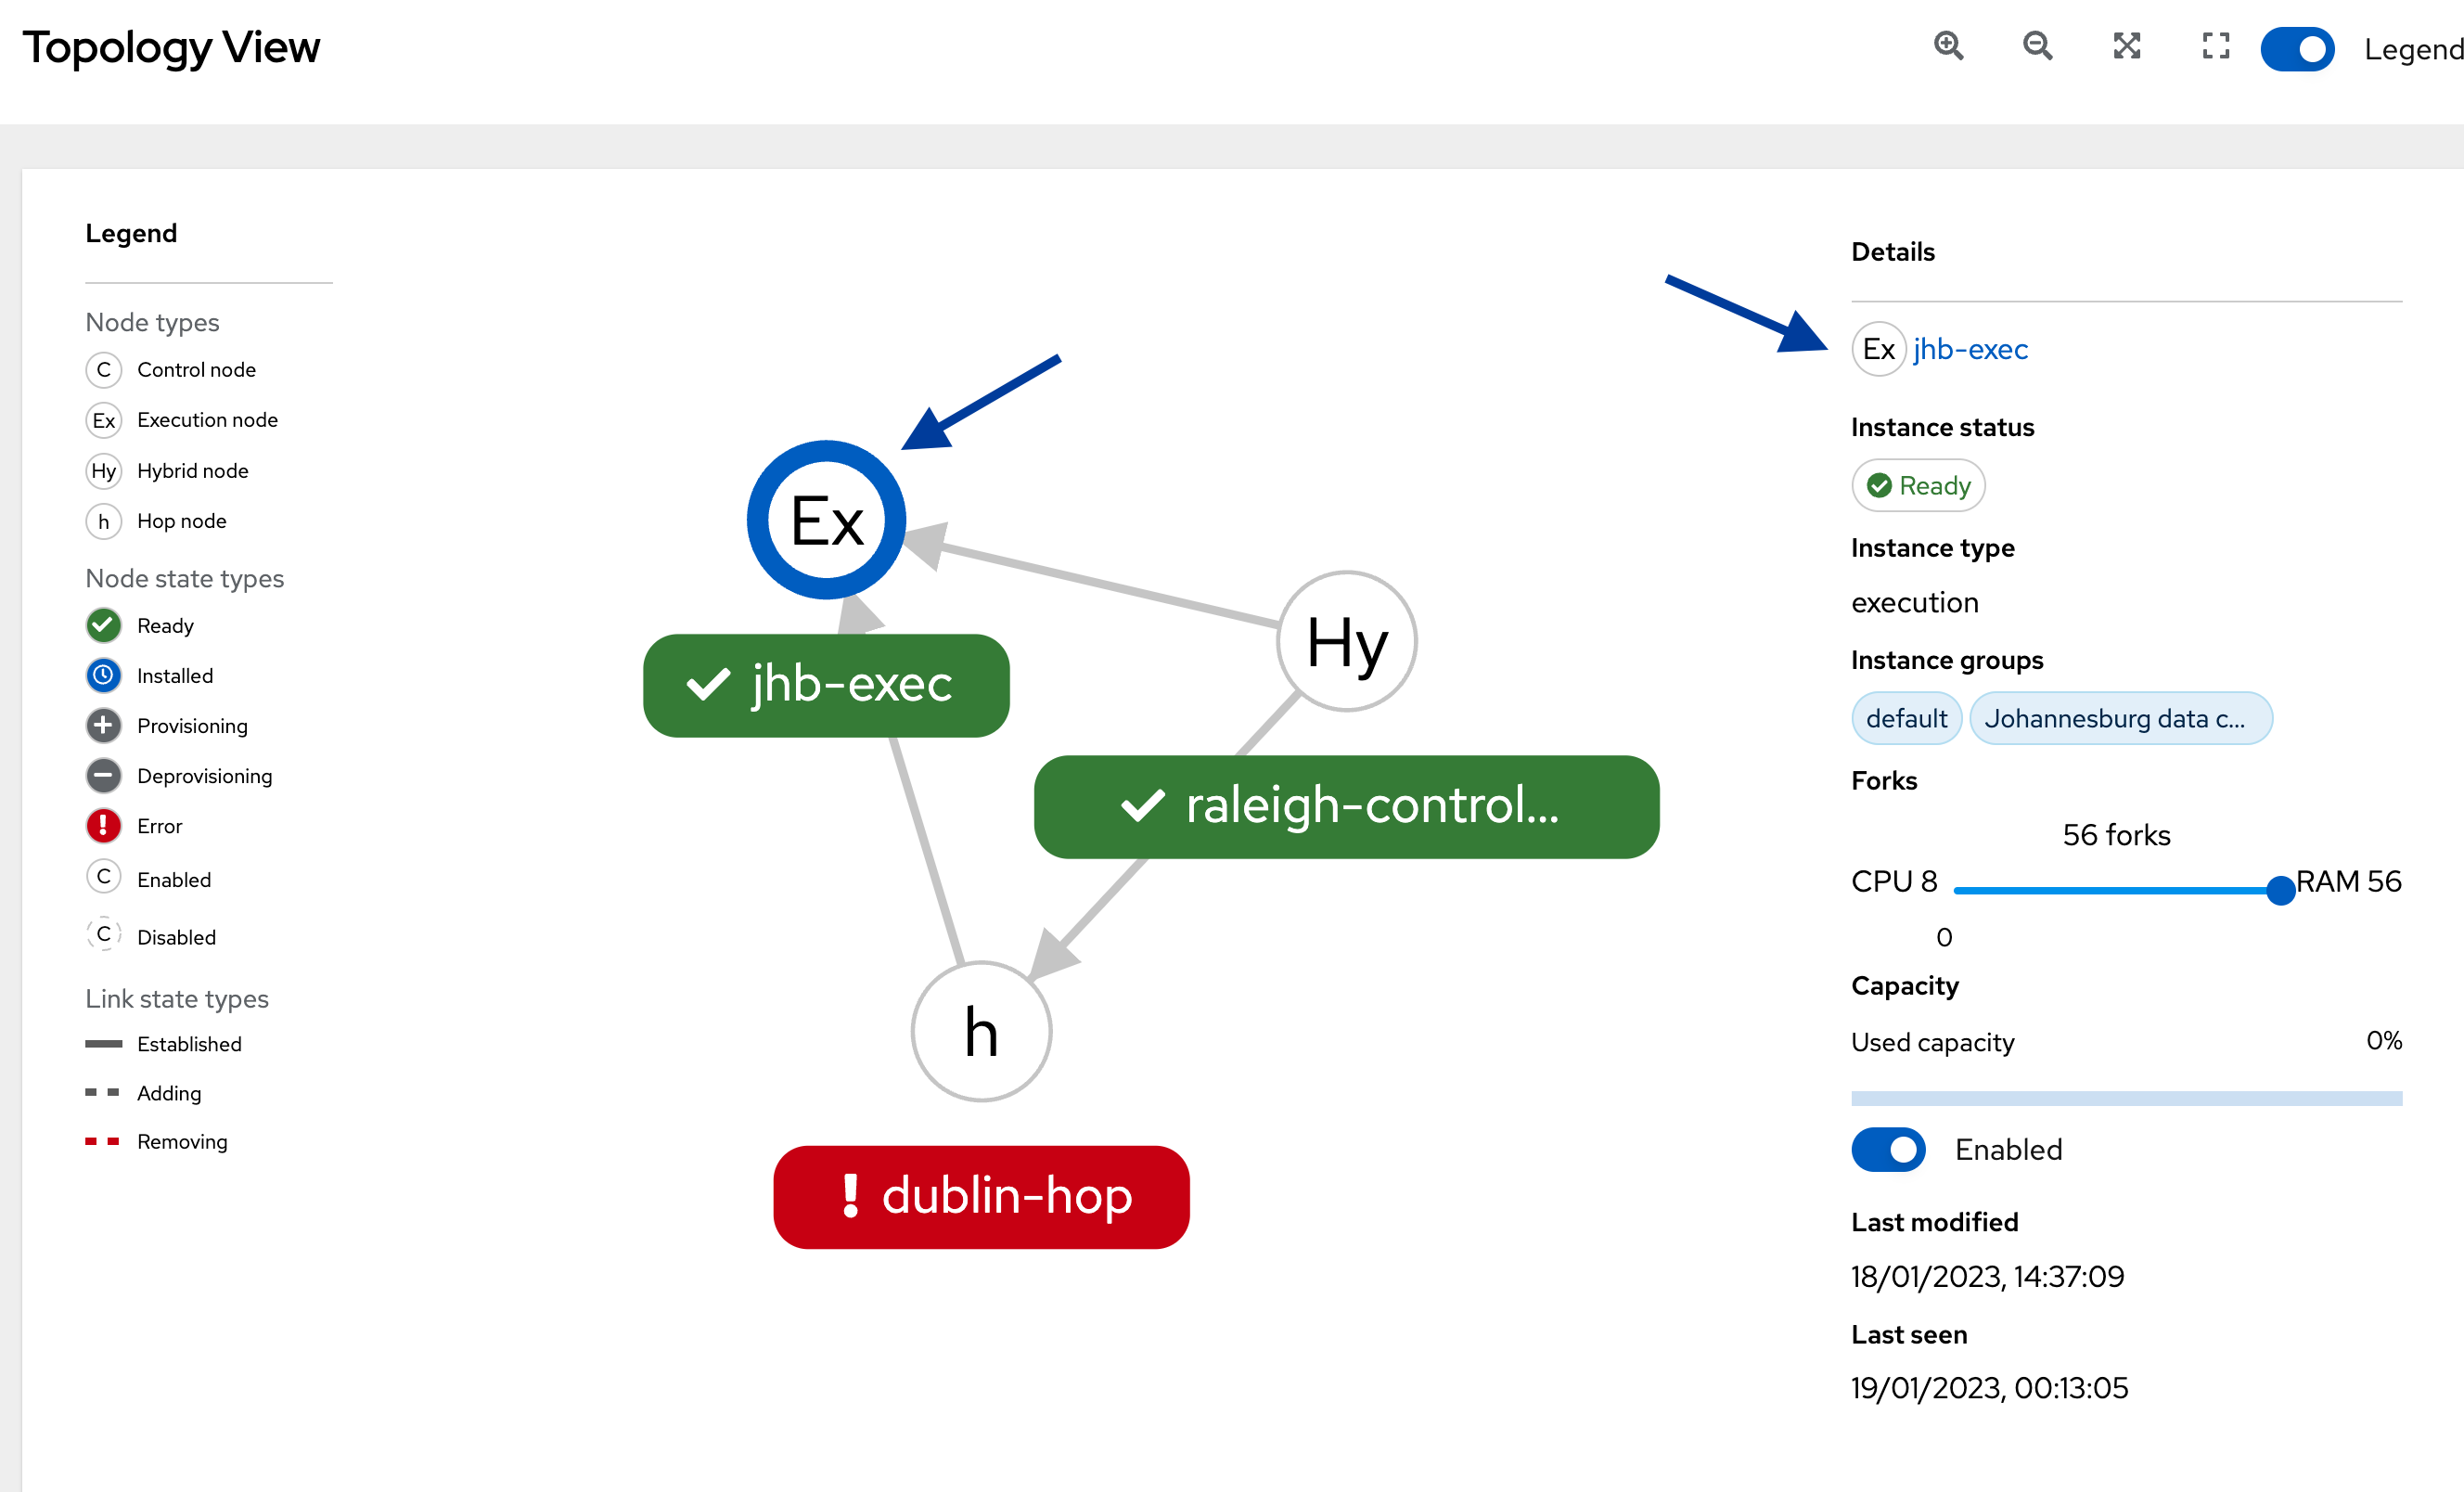 Topology View
Legend
Legend
Node types
C Control node
Ex Execution node
Hy Hybrid node
h Hop node
Node state types
Ready
Installed
Provisioning
Deprovisioning
Error
C Enabled
C Disabled
Link state types
Established
Adding
Removing
Ex
jhb-exec
Hy
raleigh-control...
h
dublin-hop
Details
Ex jhb-exec
Instance status
Ready
Instance type
execution
Instance groups
default Johannesburg data c...
Forks
56 forks
CPU 8 RAM 56
0
Capacity
Used capacity 0%
Enabled
Last modified
18/01/2023, 14:37:09
Last seen
19/01/2023, 00:13:05